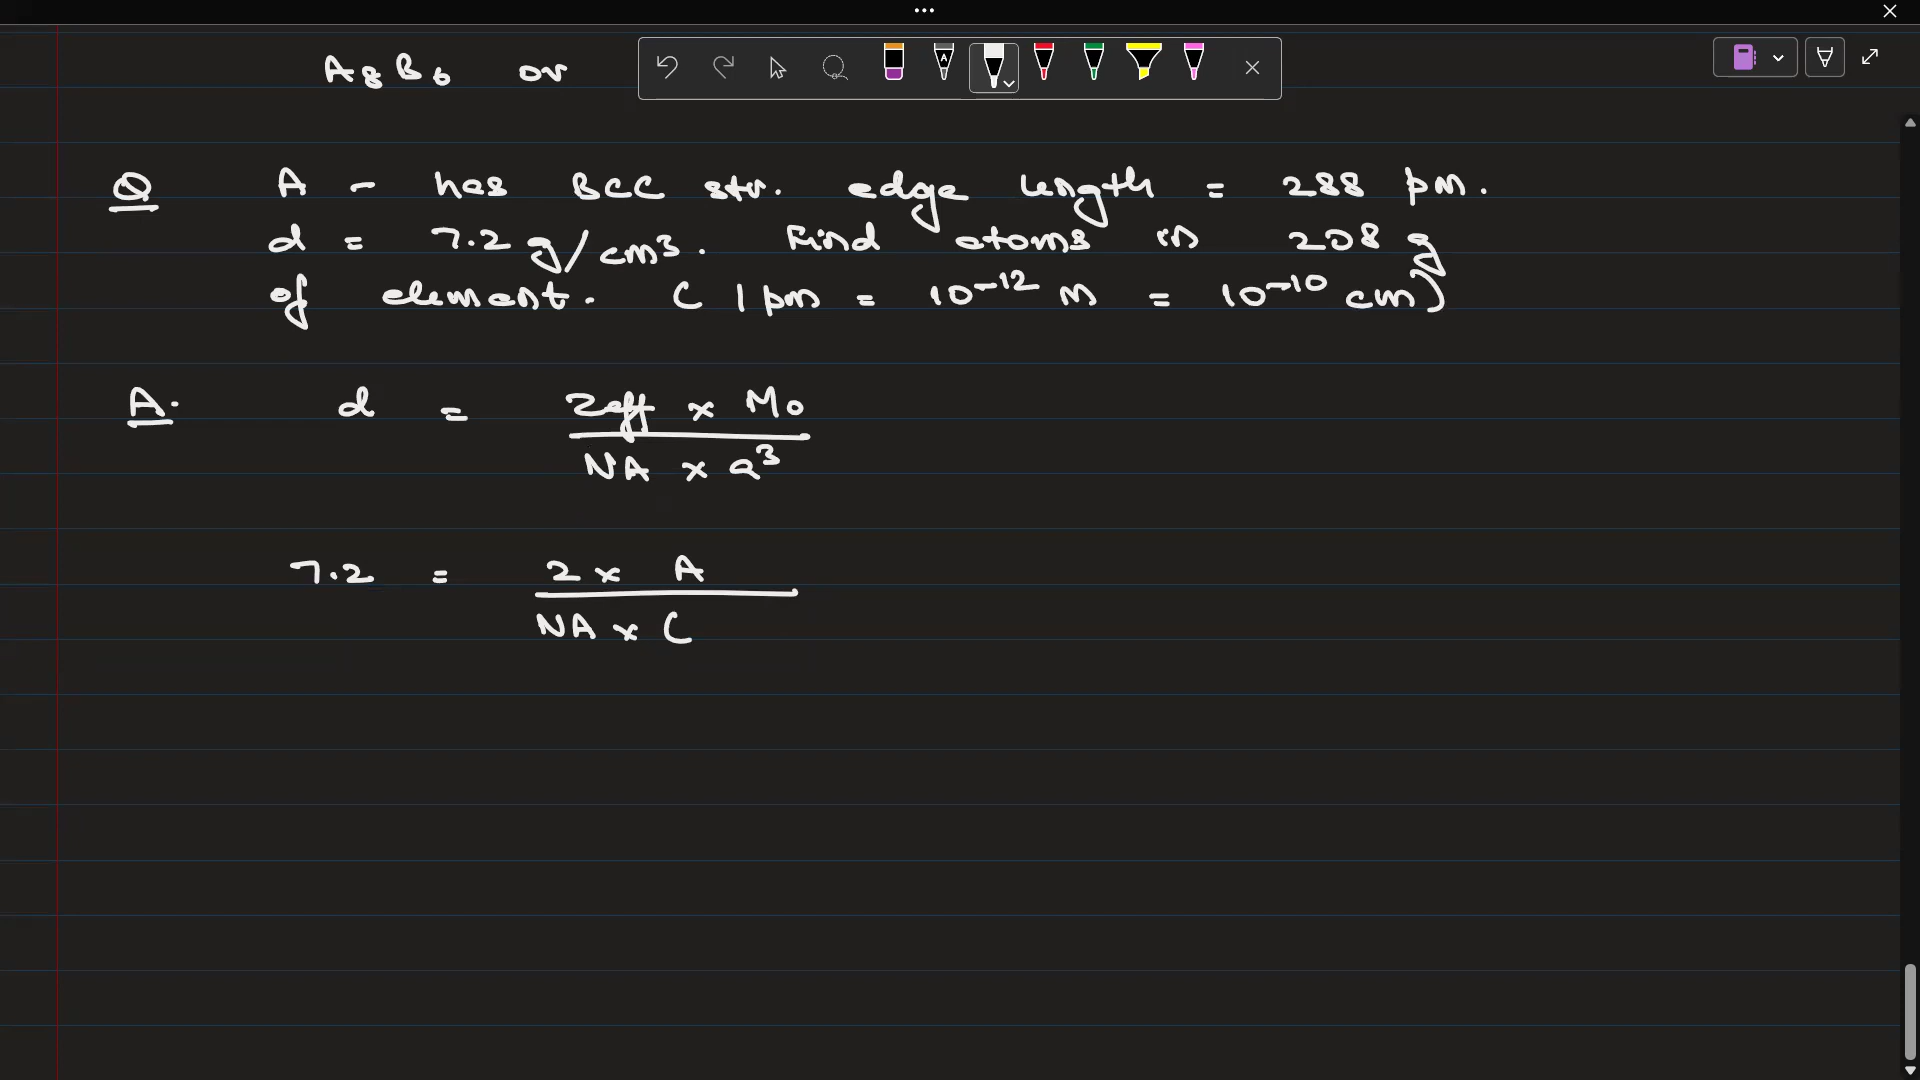 A8B6 or
Q A - has BCC str. edge length = 288 pm.
d = 7.2 g/cm3. Find atoms in 208 g
of element. ( 1 pm = 10-12 m = 10-10 cm)
A. d = Zeff x Mo
NA x a3
7.2 = 2 x A
NA x (